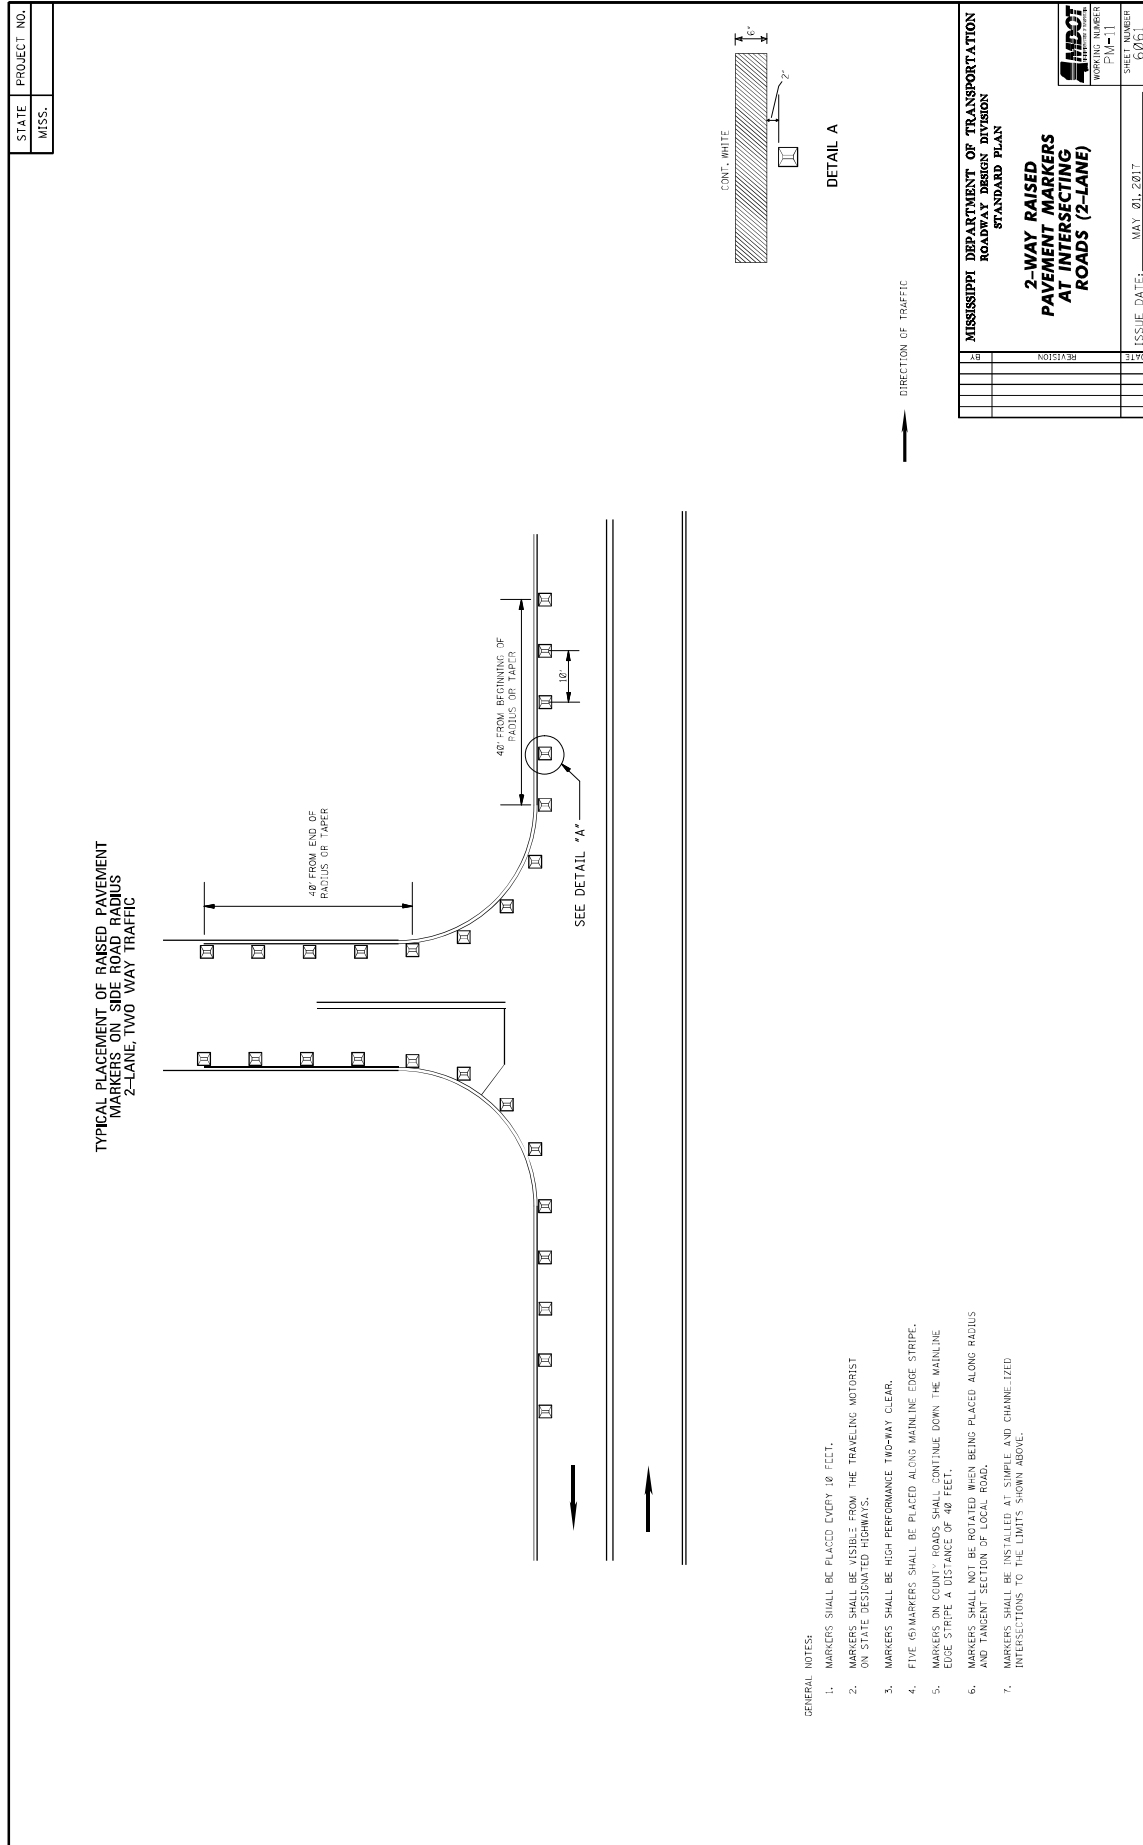 STATE PROJECT NO.
MISS.
TYPICAL PLACEMENT OF RAISED PAVEMENT
MARKERS ON SIDE ROAD RADIUS
2-LANE, TWO WAY TRAFFIC
40' FROM END OF
RADIUS OR TAPER
40' FROM BEGINNING OF
RADIUS OR TAPER
10'
SEE DETAIL "A"
CONT. WHITE
6"
2"
DETAIL A
DIRECTION OF TRAFFIC
GENERAL NOTES:
1. MARKERS SHALL BE PLACED EVERY 10 FEET.
2. MARKERS SHALL BE VISIBLE FROM THE TRAVELING MOTORIST
ON STATE DESIGNATED HIGHWAYS.
3. MARKERS SHALL BE HIGH PERFORMANCE TWO-WAY CLEAR.
4. FIVE (5) MARKERS SHALL BE PLACED ALONG MAINLINE EDGE STRIPE.
5. MARKERS ON COUNTY ROADS SHALL CONTINUE DOWN THE MAINLINE
EDGE STRIPE A DISTANCE OF 40 FEET.
6. MARKERS SHALL NOT BE ROTATED WHEN BEING PLACED ALONG RADIUS
AND TANGENT SECTION OF LOCAL ROAD.
7. MARKERS SHALL BE INSTALLED AT SIMPLE AND CHANNELIZED
INTERSECTIONS TO THE LIMITS SHOWN ABOVE.
BY
REVISION
DATE
MISSISSIPPI DEPARTMENT OF TRANSPORTATION
ROADWAY DESIGN DIVISION
STANDARD PLAN
2-WAY RAISED
PAVEMENT MARKERS
AT INTERSECTING
ROADS (2-LANE)
ISSUE DATE: MAY 01, 2017
MDOT
WORKING NUMBER
PM-11
SHEET NUMBER
6061